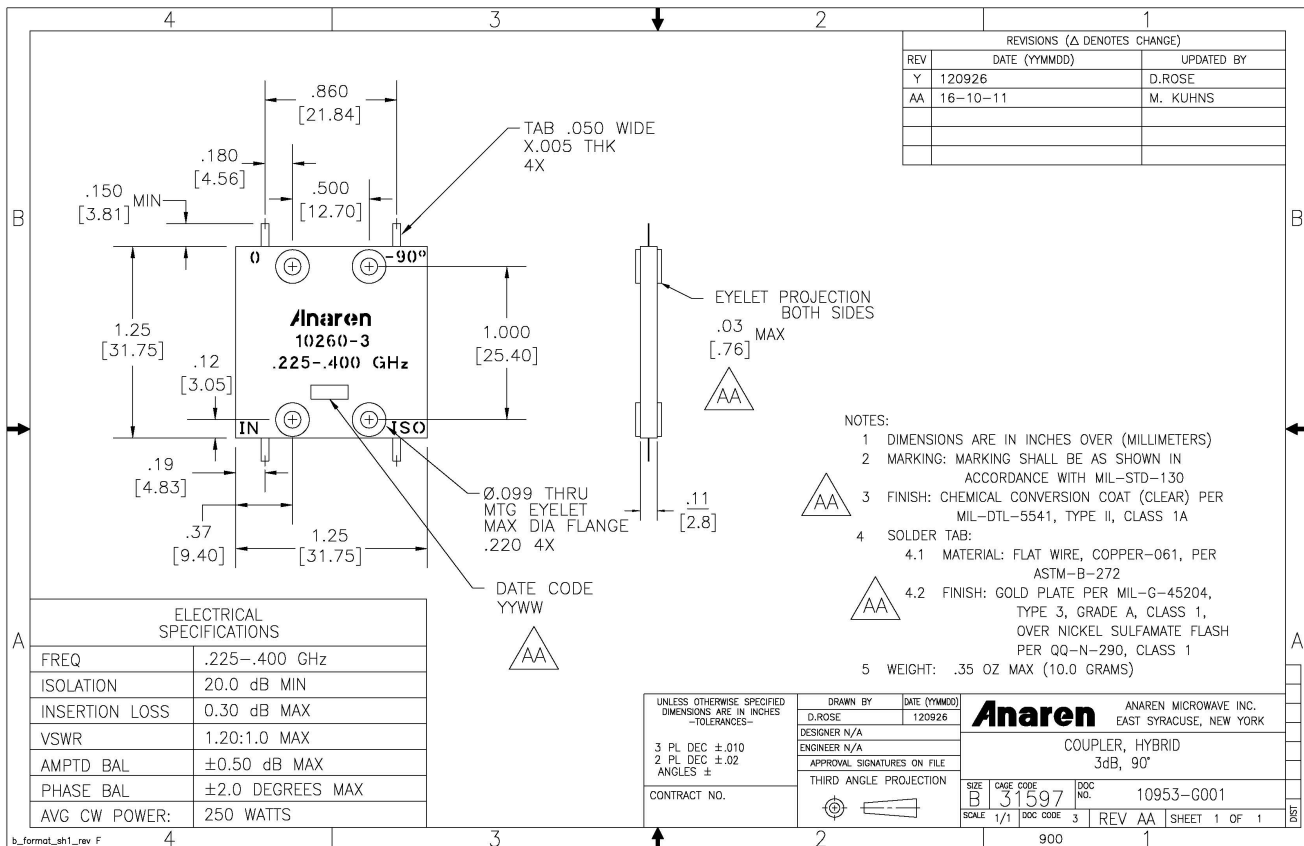 4 3 2 1
REVISIONS (Δ DENOTES CHANGE)
REV DATE (YYMMDD) UPDATED BY
Y 120926 D.ROSE
AA 16-10-11 M. KUHNS
B
B
.860
[21.84]
TAB .050 WIDE
X.005 THK
4X
.180
[4.56]
.500
[12.70]
.150 MIN
[3.81]
0 -90°
Anaren
10260-3
.225-.400 GHz
IN ISO
1.25
[31.75]
.12
[3.05]
1.000
[25.40]
.19
[4.83]
.37
[9.40]
1.25
[31.75]
Ø.099 THRU
MTG EYELET
MAX DIA FLANGE
.220 4X
DATE CODE
YYWW
AA
EYELET PROJECTION
BOTH SIDES
.03 MAX
[.76]
AA
.11
[2.8]
NOTES:
1 DIMENSIONS ARE IN INCHES OVER (MILLIMETERS)
2 MARKING: MARKING SHALL BE AS SHOWN IN
ACCORDANCE WITH MIL-STD-130
AA
3 FINISH: CHEMICAL CONVERSION COAT (CLEAR) PER
MIL-DTL-5541, TYPE II, CLASS 1A
4 SOLDER TAB:
4.1 MATERIAL: FLAT WIRE, COPPER-061, PER
ASTM-B-272
AA
4.2 FINISH: GOLD PLATE PER MIL-G-45204,
TYPE 3, GRADE A, CLASS 1,
OVER NICKEL SULFAMATE FLASH
PER QQ-N-290, CLASS 1
5 WEIGHT: .35 OZ MAX (10.0 GRAMS)
A
A
ELECTRICAL
SPECIFICATIONS
FREQ .225-.400 GHz
ISOLATION 20.0 dB MIN
INSERTION LOSS 0.30 dB MAX
VSWR 1.20:1.0 MAX
AMPTD BAL ±0.50 dB MAX
PHASE BAL ±2.0 DEGREES MAX
AVG CW POWER: 250 WATTS
UNLESS OTHERWISE SPECIFIED
DIMENSIONS ARE IN INCHES
-TOLERANCES-
3 PL DEC ±.010
2 PL DEC ±.02
ANGLES ±
CONTRACT NO.
DRAWN BY DATE (YYMMDD)
D.ROSE 120926
DESIGNER N/A
ENGINEER N/A
APPROVAL SIGNATURES ON FILE
THIRD ANGLE PROJECTION
Anaren
ANAREN MICROWAVE INC.
EAST SYRACUSE, NEW YORK
COUPLER, HYBRID
3dB, 90°
SIZE B CAGE CODE 31597 DOC NO. 10953-G001
SCALE 1/1 DOC CODE 3 REV AA SHEET 1 OF 1
DIST
b_format_sh1_rev F
4 3 2 900 1